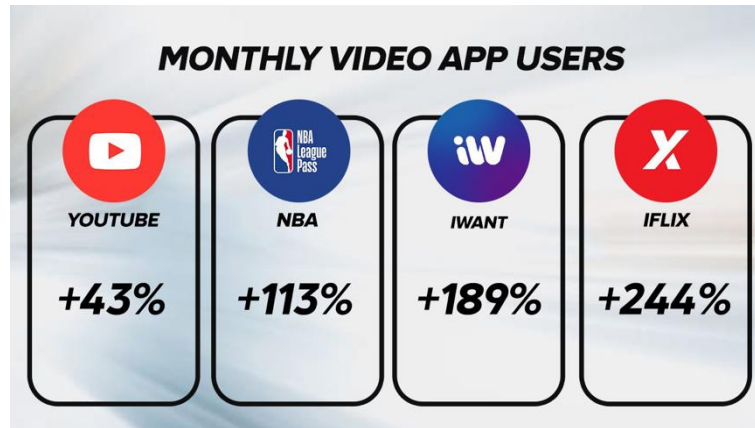 MONTHLY VIDEO APP USERS
NBA
League
Pass
iW
X
YOUTUBE
NBA
IWANT
IFLIX
+43%
+113%
+189%
+244%